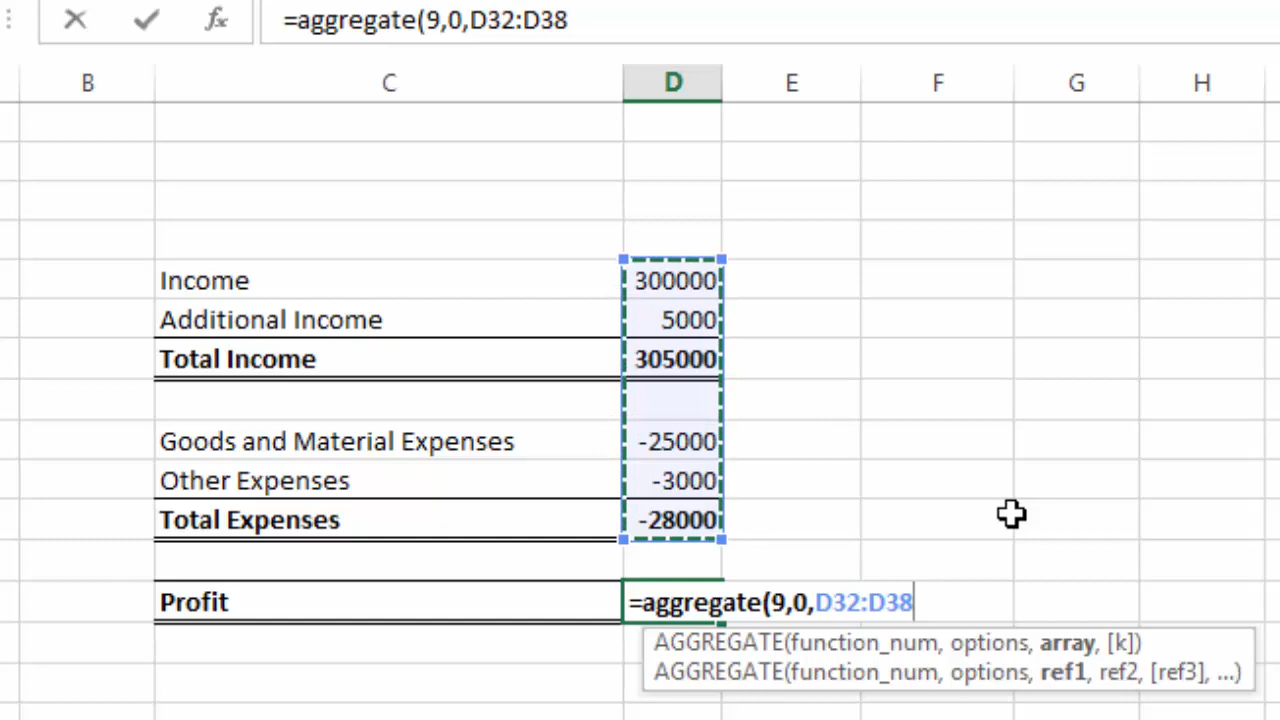 =aggregate(9,0,D32:D38
B C D E F G H
Income 300000
Additional Income 5000
Total Income 305000
Goods and Material Expenses -25000
Other Expenses -3000
Total Expenses -28000
Profit =aggregate(9,0,D32:D38
AGGREGATE(function_num, options, array, [k])
AGGREGATE(function_num, options, ref1, ref2, [ref3], ...)